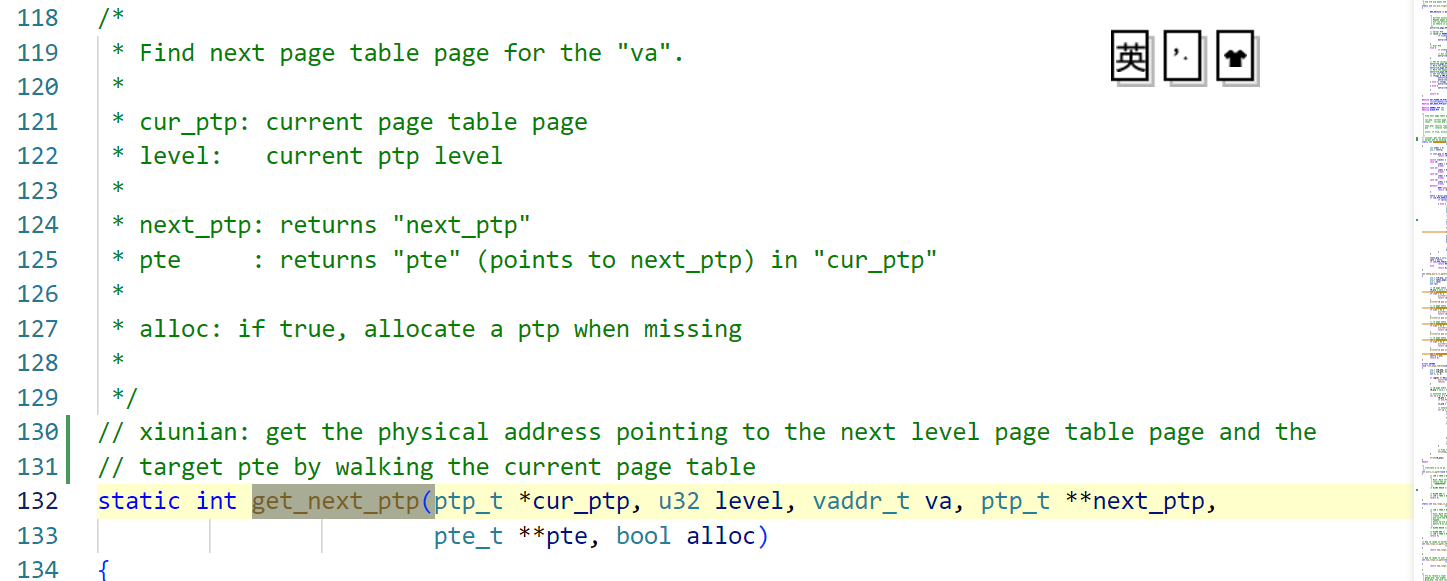 118 /*
119  * Find next page table page for the "va".
120  *
121  * cur_ptp: current page table page
122  * level:   current ptp level
123  *
124  * next_ptp: returns "next_ptp"
125  * pte     : returns "pte" (points to next_ptp) in "cur_ptp"
126  *
127  * alloc: if true, allocate a ptp when missing
128  *
129  */
130 // xiunian: get the physical address pointing to the next level page table page and the
131 // target pte by walking the current page table
132 static int get_next_ptp(ptp_t *cur_ptp, u32 level, vaddr_t va, ptp_t **next_ptp,
133                         pte_t **pte, bool alloc)
134 {
英 ’·